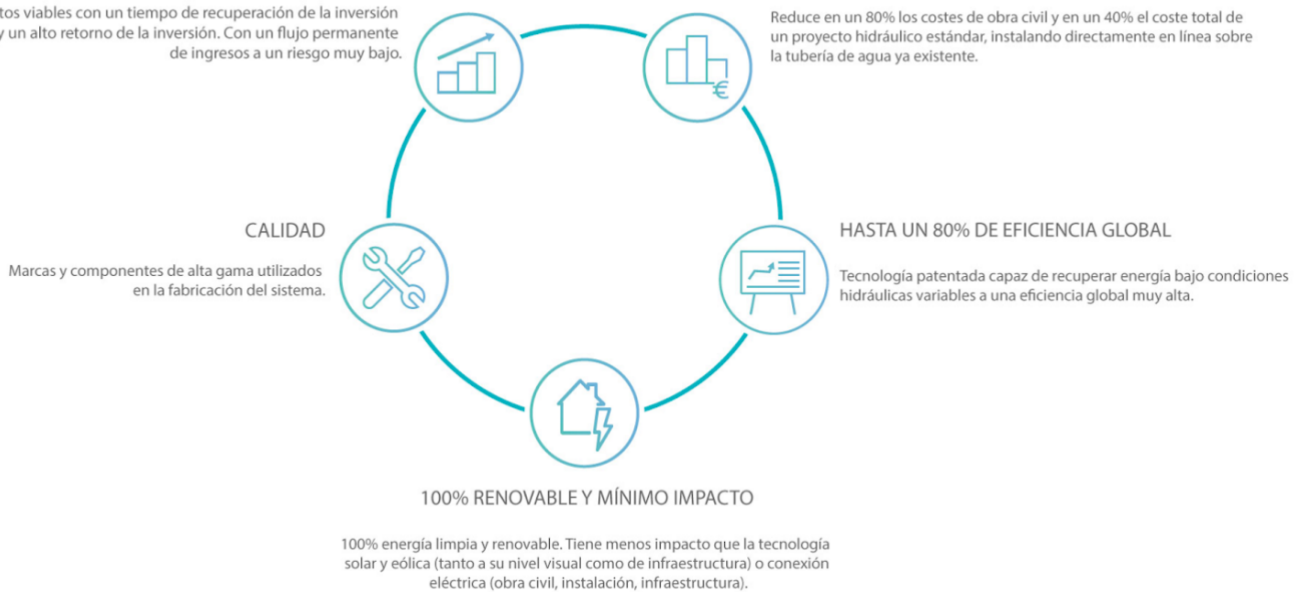 tos viables con un tiempo de recuperación de la inversión
y un alto retorno de la inversión. Con un flujo permanente
de ingresos a un riesgo muy bajo.
Reduce en un 80% los costes de obra civil y en un 40% el coste total de
un proyecto hidráulico estándar, instalando directamente en línea sobre
la tubería de agua ya existente.
CALIDAD
Marcas y componentes de alta gama utilizados
en la fabricación del sistema.
HASTA UN 80% DE EFICIENCIA GLOBAL
Tecnología patentada capaz de recuperar energía bajo condiciones
hidráulicas variables a una eficiencia global muy alta.
€
100% RENOVABLE Y MÍNIMO IMPACTO
100% energía limpia y renovable. Tiene menos impacto que la tecnología
solar y eólica (tanto a su nivel visual como de infraestructura) o conexión
eléctrica (obra civil, instalación, infraestructura).